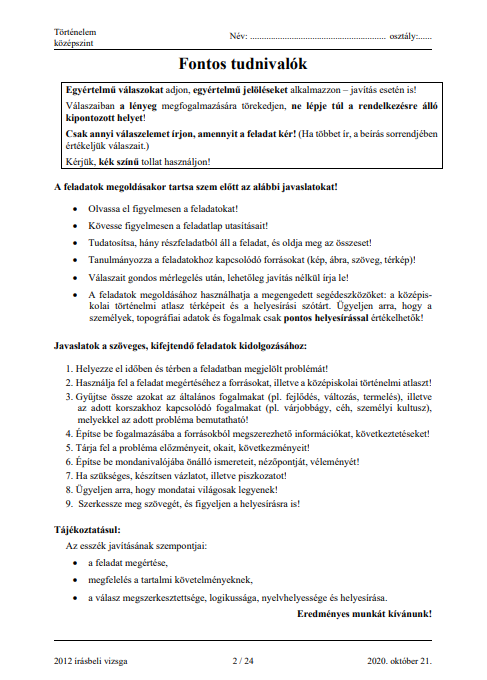 Történelem
középszint
Név: ........................................................... osztály:......
Fontos tudnivalók
Egyértelmű válaszokat adjon, egyértelmű jelöléseket alkalmazzon – javítás esetén is!
Válaszaiban a lényeg megfogalmazására törekedjen, ne lépje túl a rendelkezésre álló
kipontozott helyet!
Csak annyi válaszelemet írjon, amennyit a feladat kér! (Ha többet ír, a beírás sorrendjében
értékeljük válaszait.)
Kérjük, kék színű tollat használjon!
A feladatok megoldásakor tartsa szem előtt az alábbi javaslatokat!
• Olvassa el figyelmesen a feladatokat!
• Kövesse figyelmesen a feladatlap utasításait!
• Tudatosítsa, hány részfeladatból áll a feladat, és oldja meg az összeset!
• Tanulmányozza a feladatokhoz kapcsolódó forrásokat (kép, ábra, szöveg, térkép)!
• Válaszait gondos mérlegelés után, lehetőleg javítás nélkül írja le!
• A feladatok megoldásához használhatja a megengedett segédeszközöket: a középis-
kolai történelmi atlasz térképeit és a helyesírási szótárt. Ügyeljen arra, hogy a
személyek, topográfiai adatok és fogalmak csak pontos helyesírással értékelhetők!
Javaslatok a szöveges, kifejtendő feladatok kidolgozásához:
1. Helyezze el időben és térben a feladatban megjelölt problémát!
2. Használja fel a feladat megértéséhez a forrásokat, illetve a középiskolai történelmi atlaszt!
3. Gyűjtse össze azokat az általános fogalmakat (pl. fejlődés, változás, termelés), illetve
az adott korszakhoz kapcsolódó fogalmakat (pl. várjobbágy, céh, személyi kultusz),
melyekkel az adott probléma bemutatható!
4. Építse be fogalmazásába a forrásokból megszerezhető információkat, következtetéseket!
5. Tárja fel a probléma előzményeit, okait, következményeit!
6. Építse be mondanivalójába önálló ismereteit, nézőpontját, véleményét!
7. Ha szükséges, készítsen vázlatot, illetve piszkozatot!
8. Ügyeljen arra, hogy mondatai világosak legyenek!
9. Szerkessze meg szövegét, és figyeljen a helyesírásra is!
Tájékoztatásul:
Az esszék javításának szempontjai:
• a feladat megértése,
• megfelelés a tartalmi követelményeknek,
• a válasz megszerkesztettsége, logikussága, nyelvhelyessége és helyesírása.
Eredményes munkát kívánunk!
2012 írásbeli vizsga
2 / 24
2020. október 21.